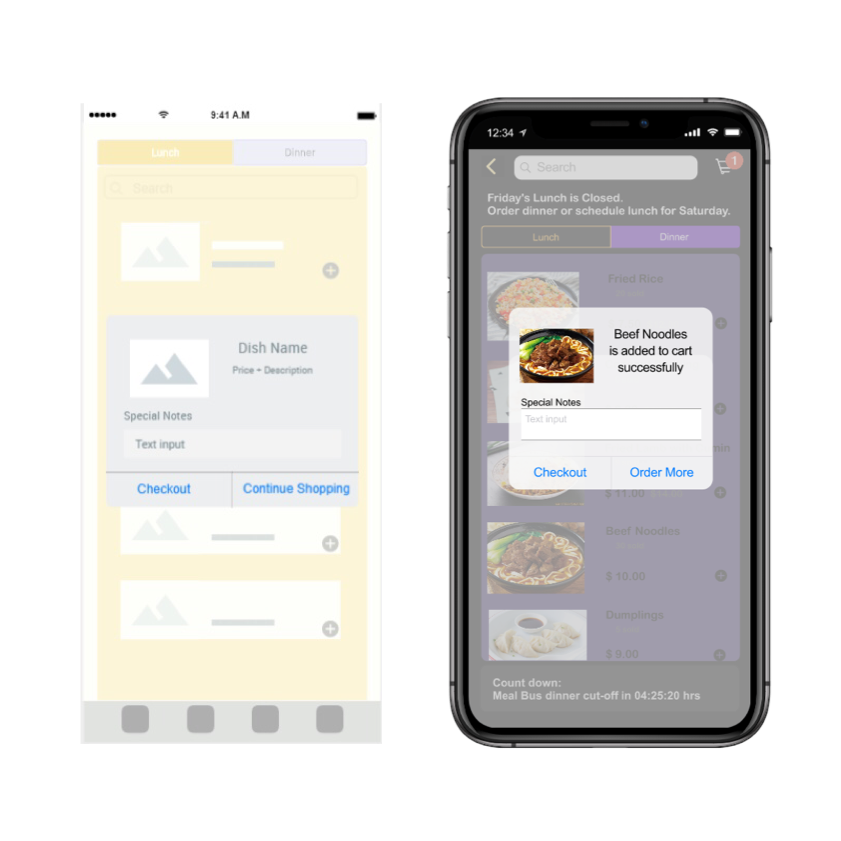 9:41 A.M
Lunch
Dinner
Search
Dish Name
Price + Description
Special Notes
Text input
Checkout
Continue Shopping
12:34
Search
1
Friday's Lunch is Closed.
Order dinner or schedule lunch for Saturday.
Lunch
Dinner
Fried Rice
Beef Noodles
is added to cart
successfully
Special Notes
Text input
Checkout
Order More
$ 11.00
Beef Noodles
$ 10.00
Dumplings
$ 9.00
Count down:
Meal Bus dinner cut-off in 04:25:20 hrs